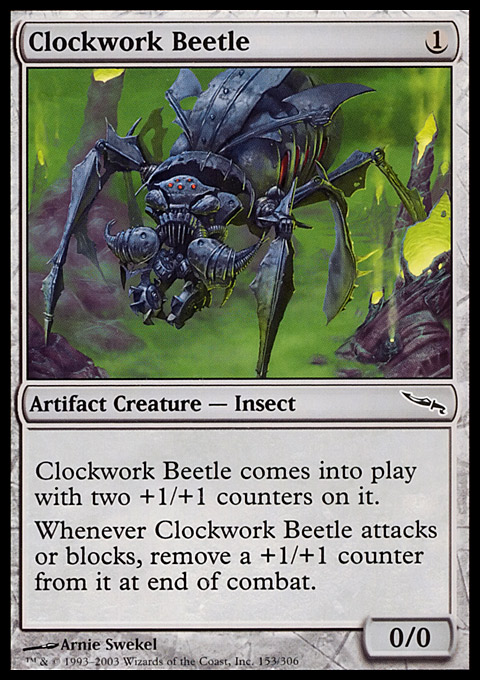 Clockwork Beetle 1
Artifact Creature — Insect
Clockwork Beetle comes into play
with two +1/+1 counters on it.
Whenever Clockwork Beetle attacks
or blocks, remove a +1/+1 counter
from it at end of combat.
Arnie Swekel
0/0
™ & © 1993–2003 Wizards of the Coast, Inc. 153/306